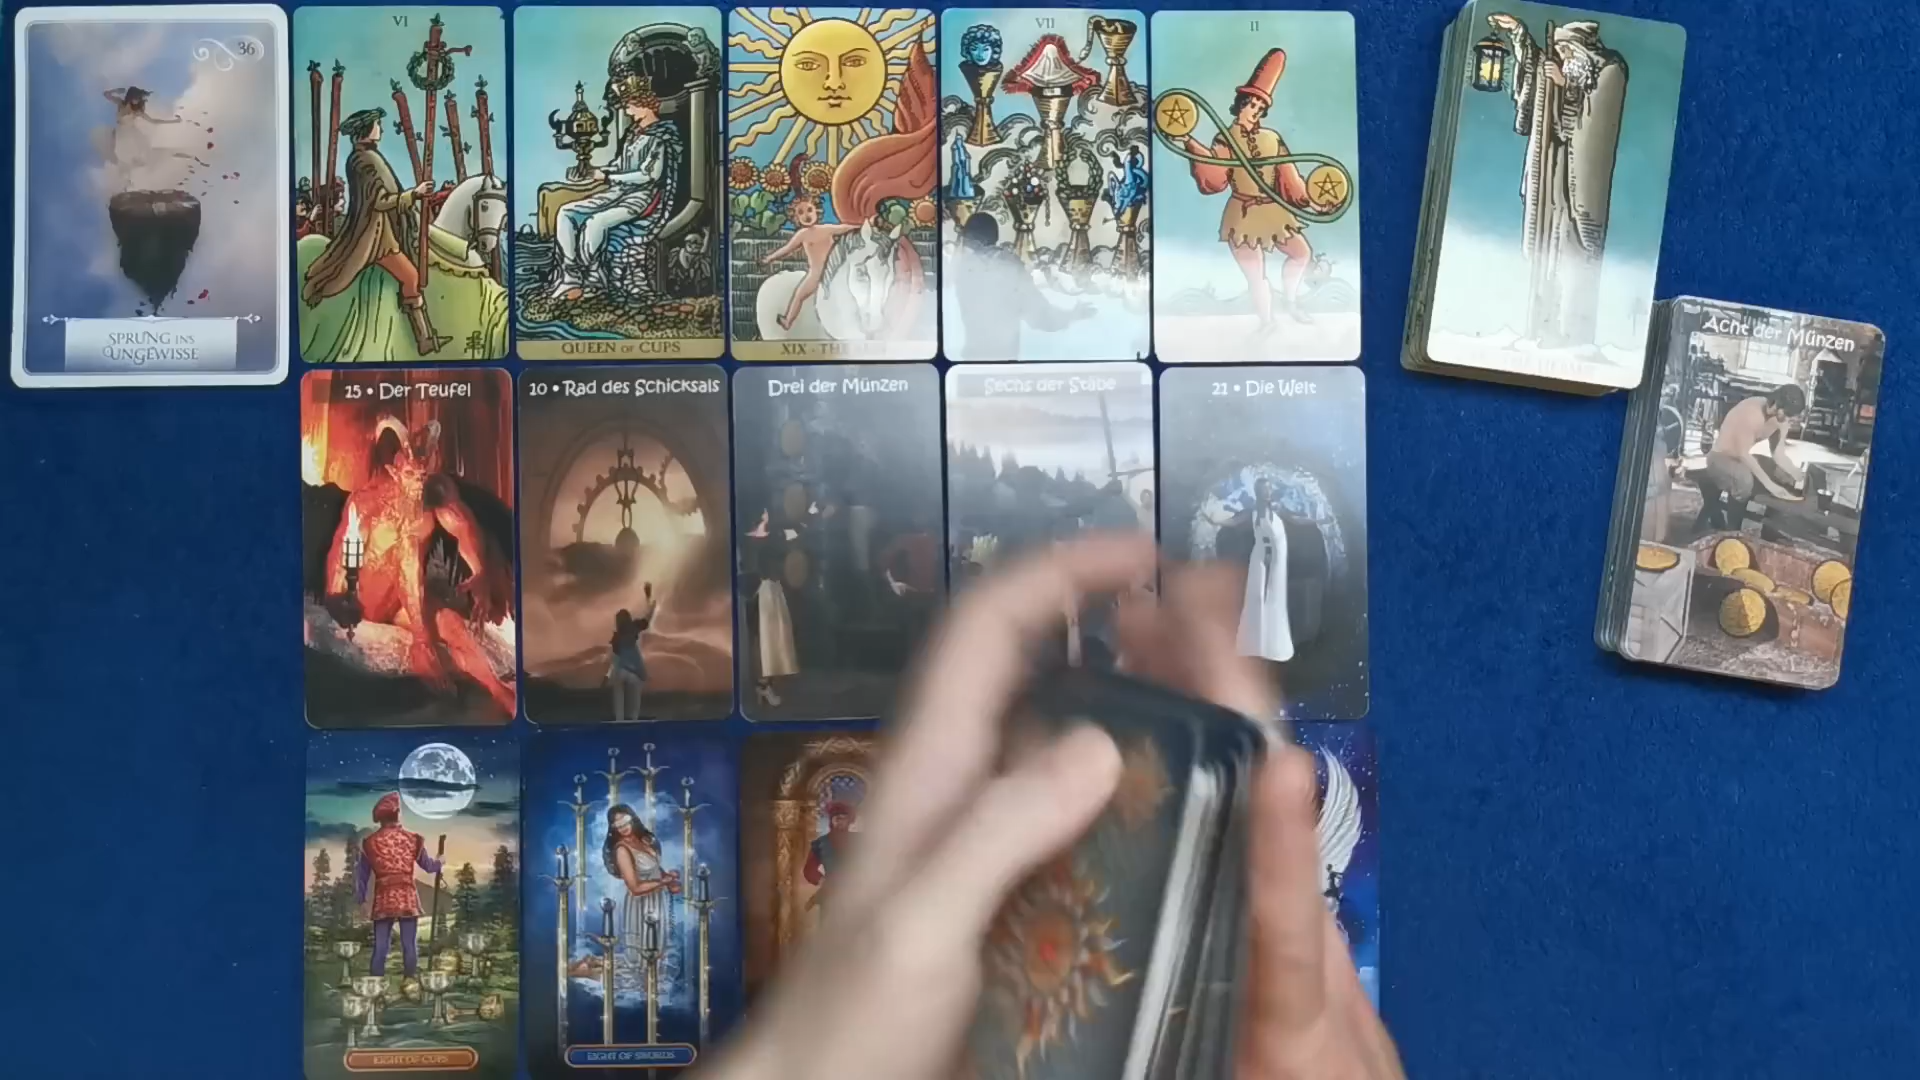 36
SPRUNG INS
UNGEWISSE
VI
QUEEN OF CUPS
XIX - THE
VII
II
Acht der Münzen
15 • Der Teufel
10 • Rad des Schicksals
Drei der Münzen
Sechs der Stäbe
21 • Die Welt
EIGHT OF CUPS
EIGHT OF SWORDS